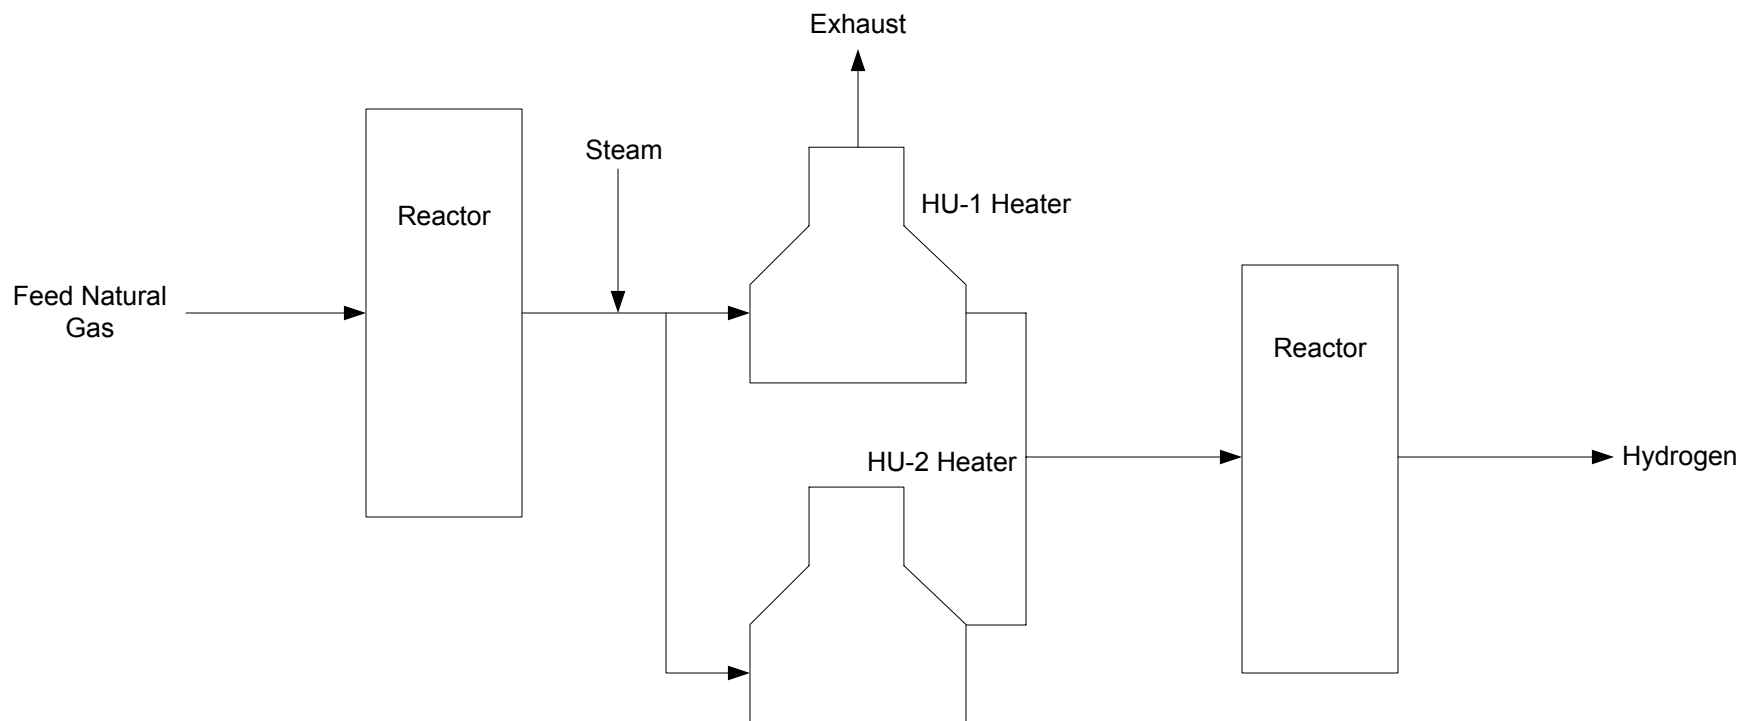 Exhaust
Steam
HU-1 Heater
Reactor
Feed Natural
Gas
Reactor
HU-2 Heater
Hydrogen